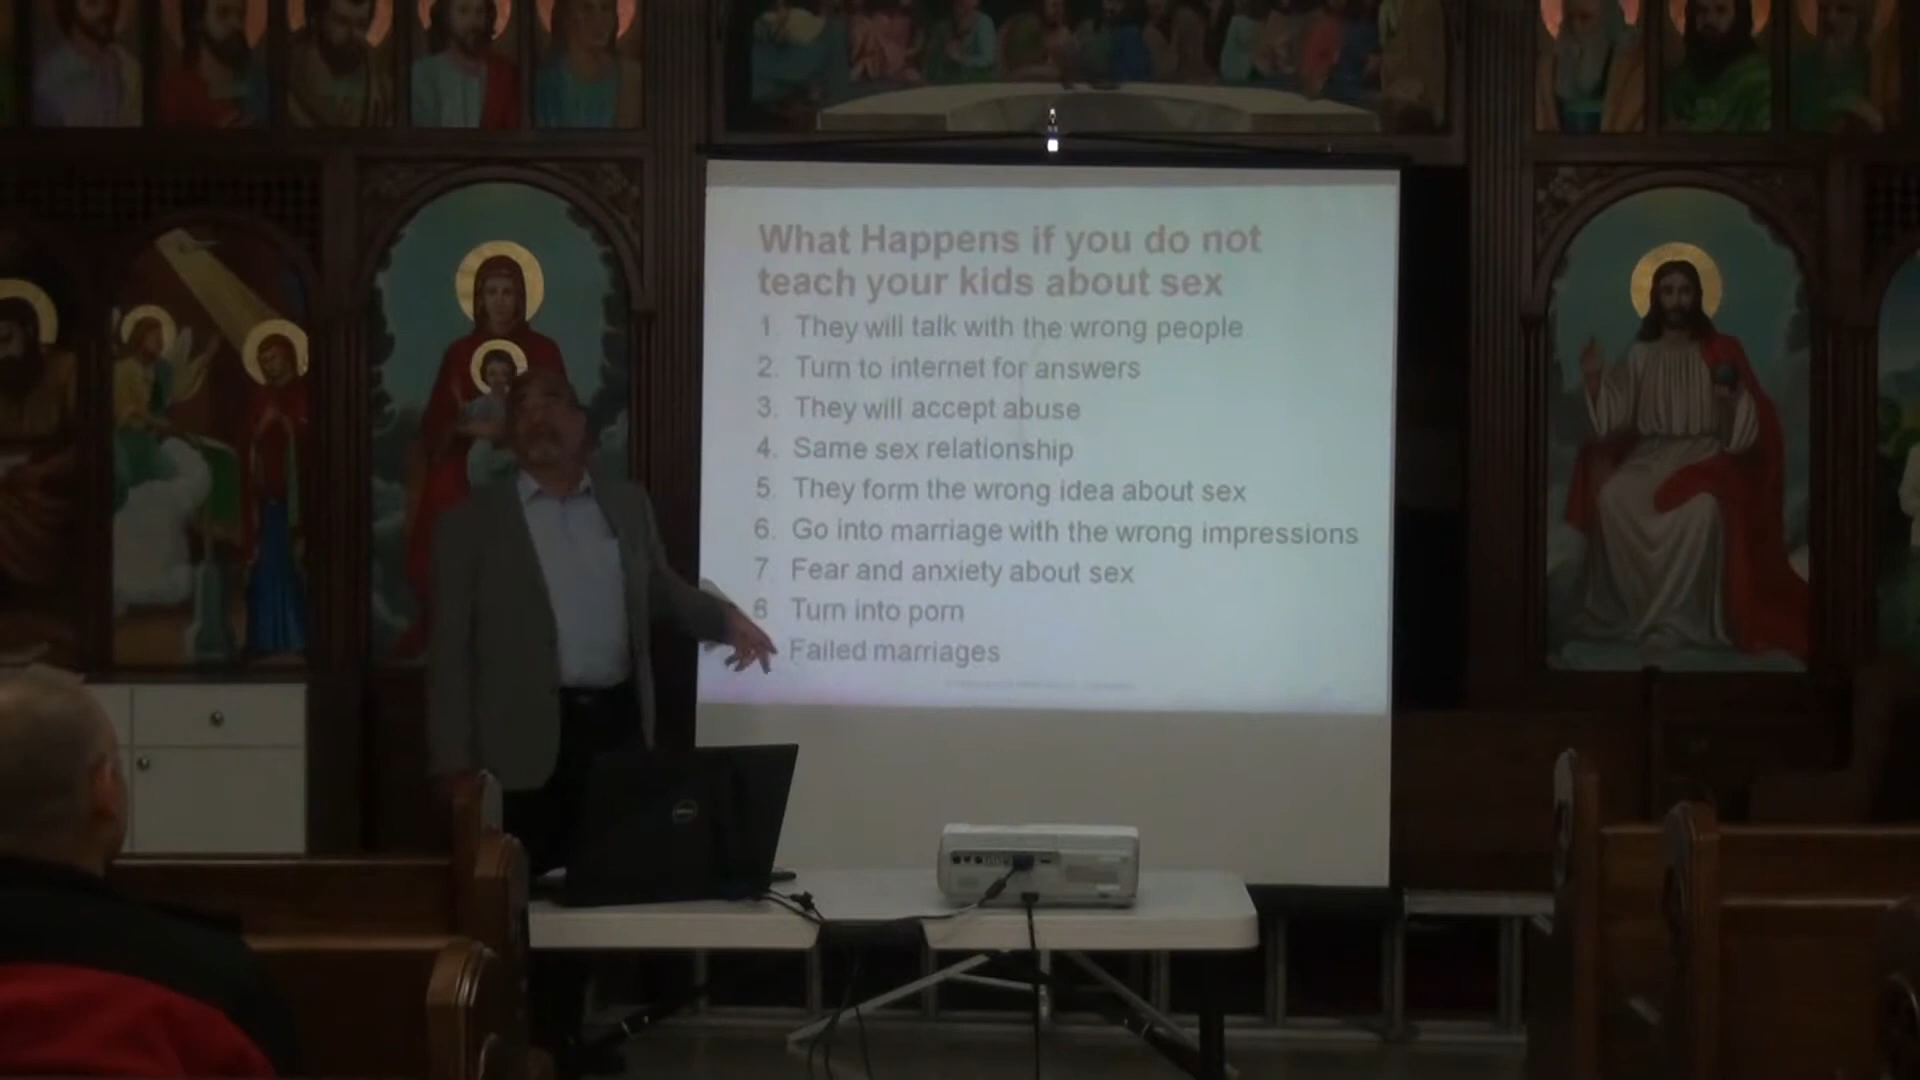 What Happens if you do not
teach your kids about sex
1. They will talk with the wrong people
2. Turn to internet for answers
3. They will accept abuse
4. Same sex relationship
5. They form the wrong idea about sex
6. Go into marriage with the wrong impressions
7. Fear and anxiety about sex
8 Turn into porn
Failed marriages
DELL